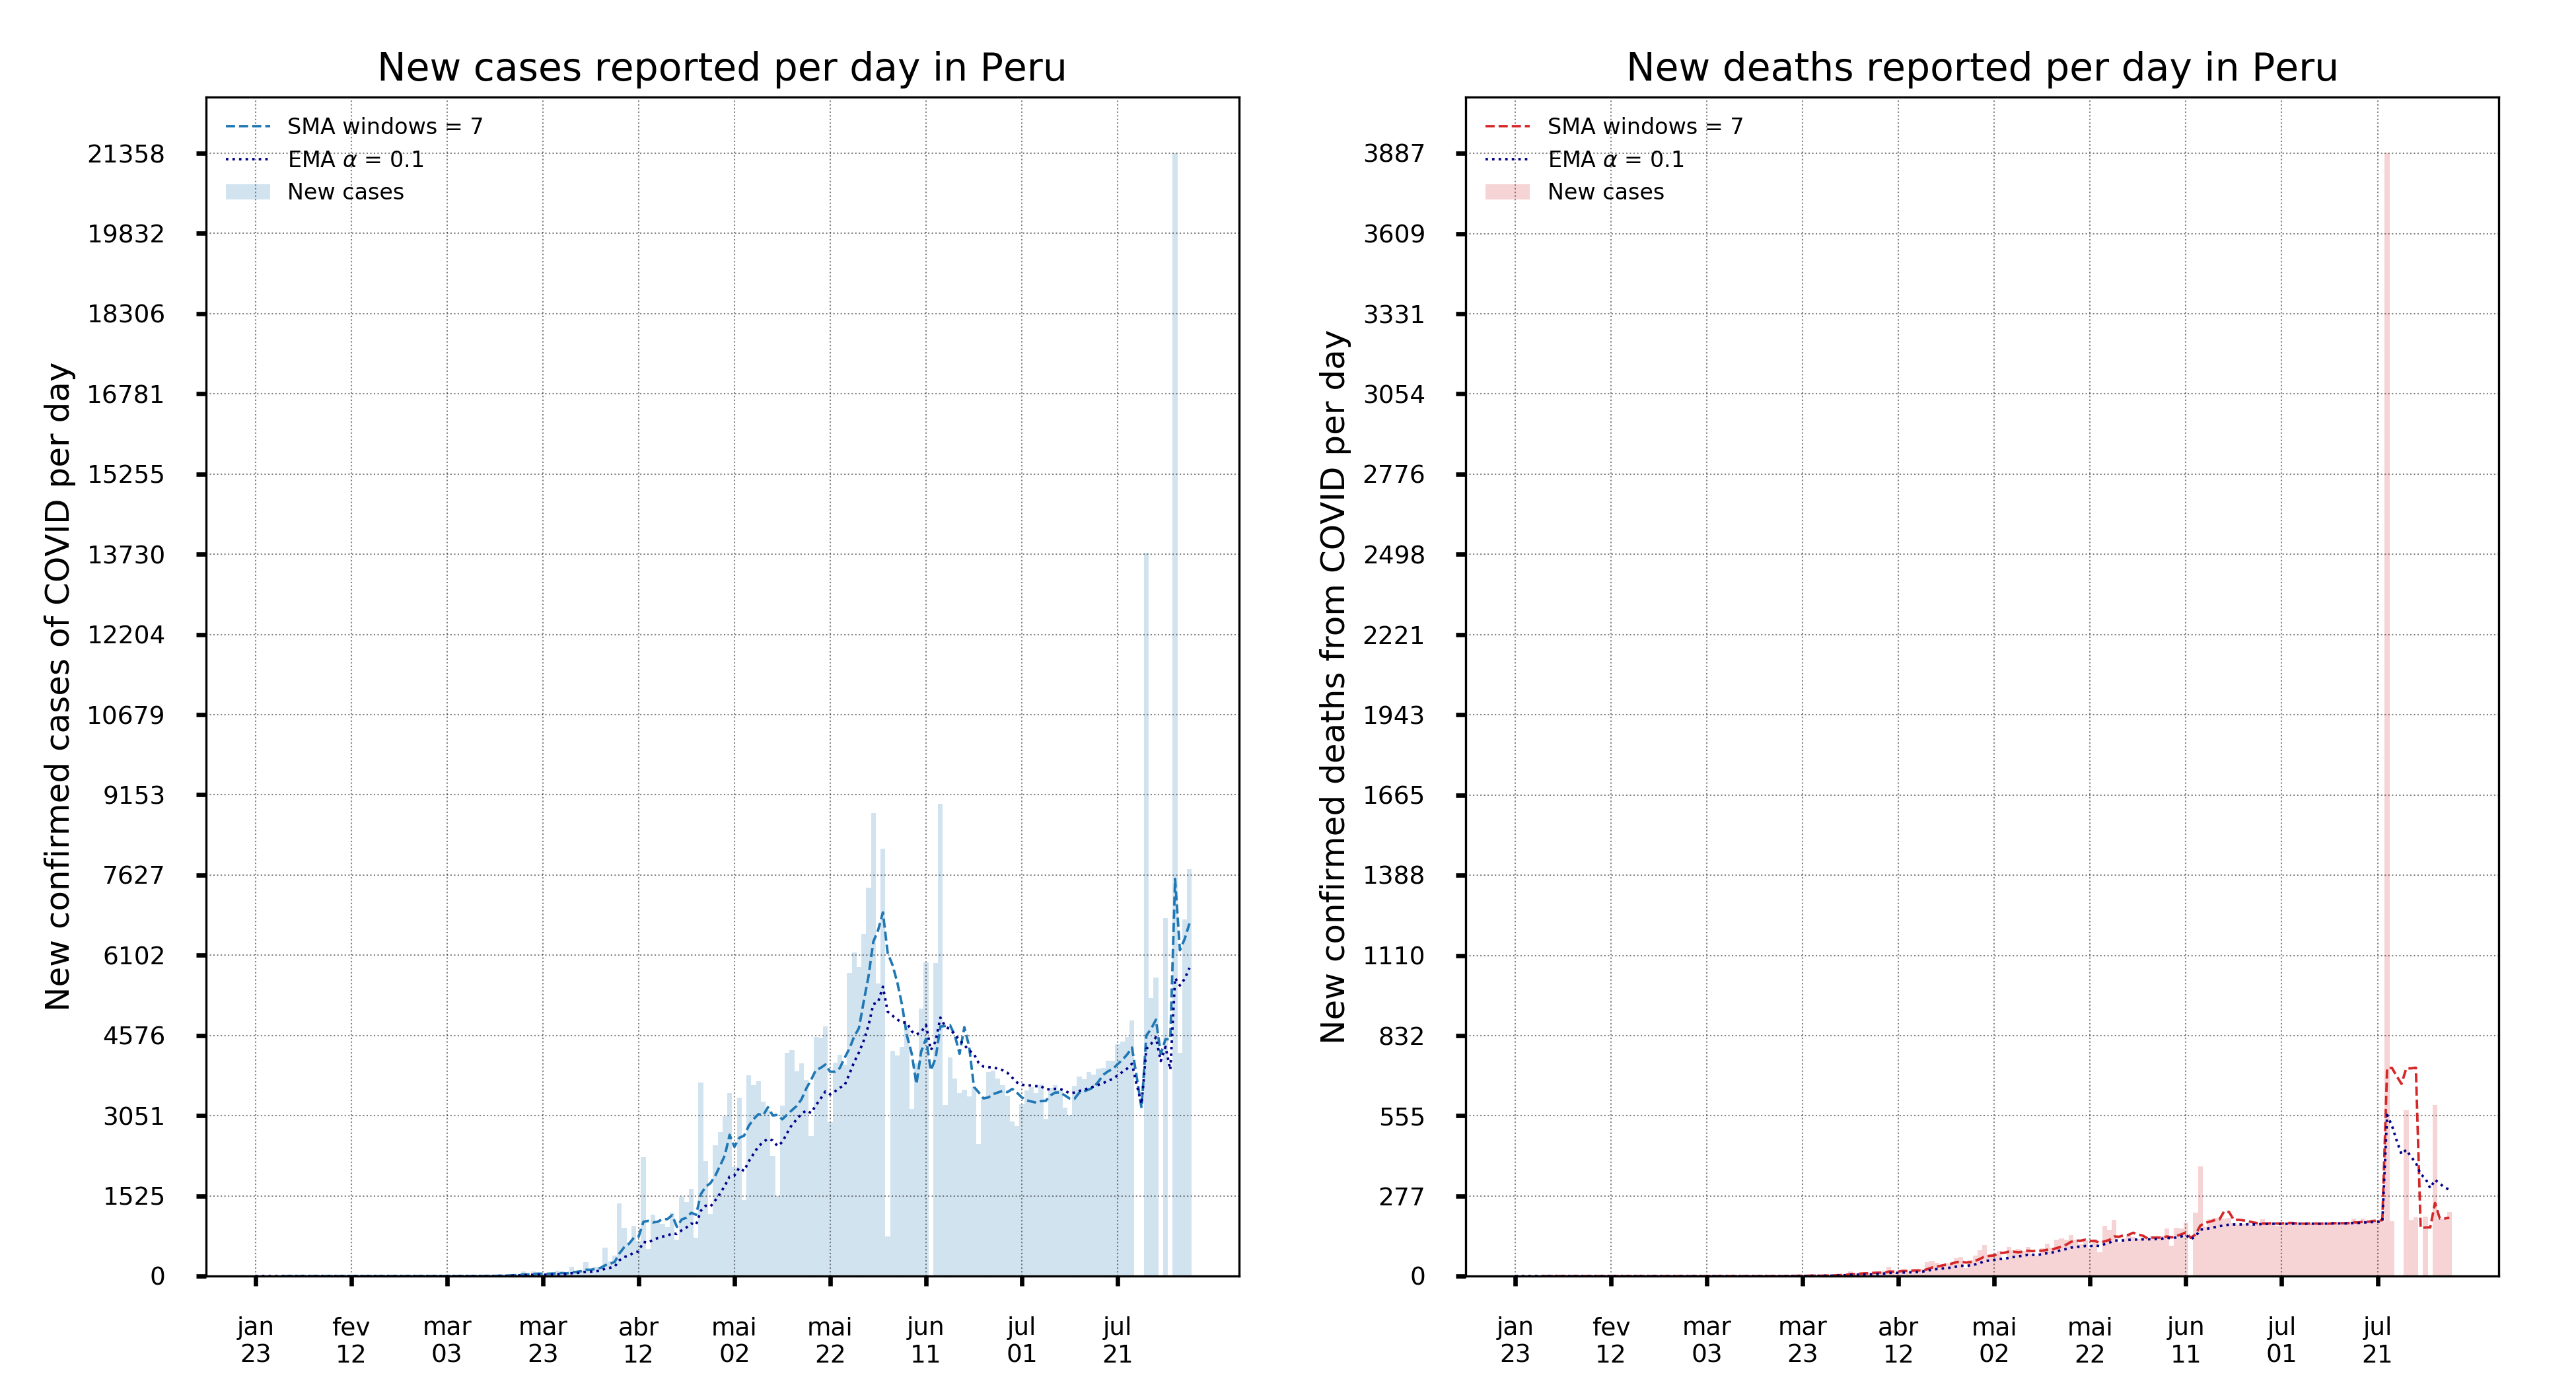 New cases reported per day in Peru
SMA windows = 7
EMA α = 0.1
New cases
New confirmed cases of COVID per day
21358
19832
18306
16781
15255
13730
12204
10679
9153
7627
6102
4576
3051
1525
0
jan 23
fev 12
mar 03
mar 23
abr 12
mai 02
mai 22
jun 11
jul 01
jul 21
New deaths reported per day in Peru
SMA windows = 7
EMA α = 0.1
New cases
New confirmed deaths from COVID per day
3887
3609
3331
3054
2776
2498
2221
1943
1665
1388
1110
832
555
277
0
jan 23
fev 12
mar 03
mar 23
abr 12
mai 02
mai 22
jun 11
jul 01
jul 21